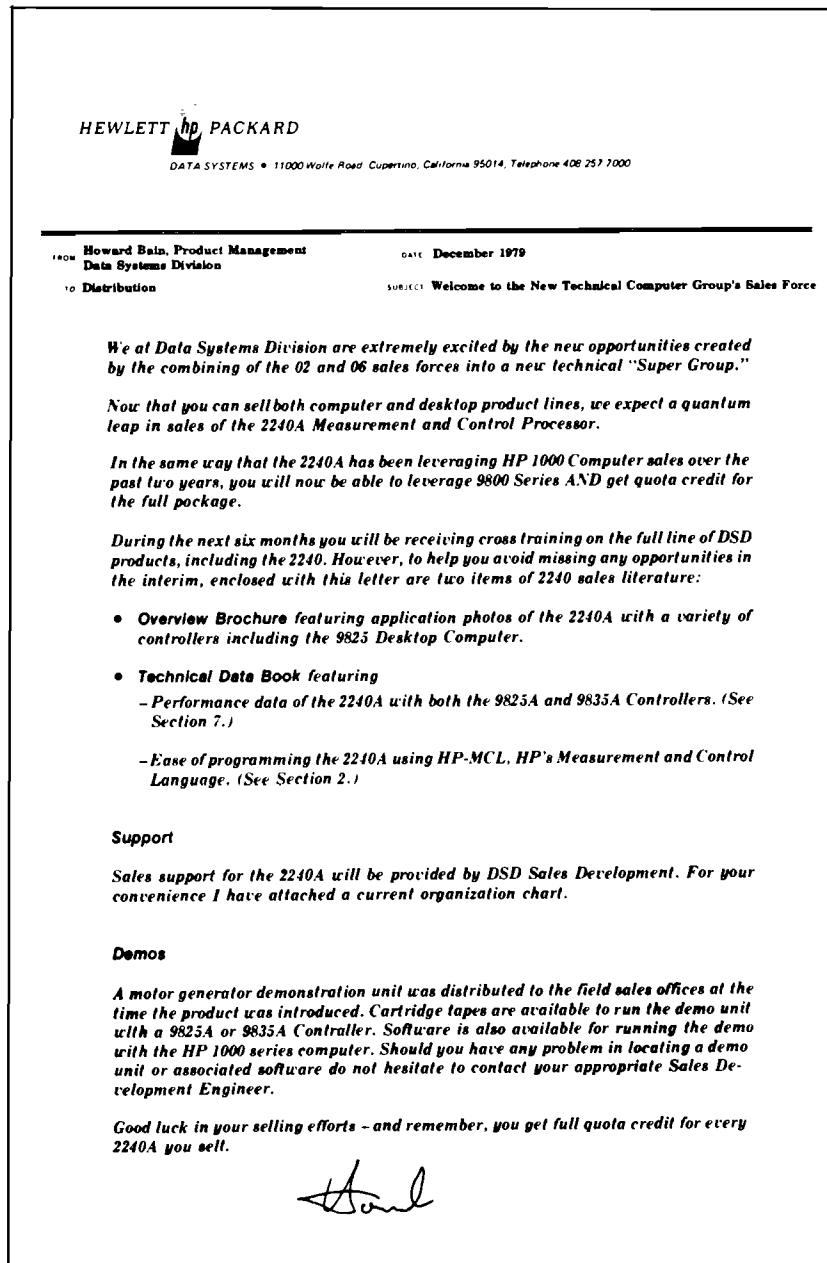 HEWLETT hp PACKARD
DATA SYSTEMS • 11000 Wolfe Road Cupertino, California 95014, Telephone 408 257 7000
FROM Howard Bain, Product Management
Data Systems Division
DATE December 1979
TO Distribution
SUBJECT Welcome to the New Technical Computer Group's Sales Force
We at Data Systems Division are extremely excited by the new opportunities created
by the combining of the 02 and 06 sales forces into a new technical "Super Group."
Now that you can sell both computer and desktop product lines, we expect a quantum
leap in sales of the 2240A Measurement and Control Processor.
In the same way that the 2240A has been leveraging HP 1000 Computer sales over the
past two years, you will now be able to leverage 9800 Series AND get quota credit for
the full package.
During the next six months you will be receiving cross training on the full line of DSD
products, including the 2240. However, to help you avoid missing any opportunities in
the interim, enclosed with this letter are two items of 2240 sales literature:
• Overview Brochure featuring application photos of the 2240A with a variety of
controllers including the 9825 Desktop Computer.
• Technical Data Book featuring
– Performance data of the 2240A with both the 9825A and 9835A Controllers. (See
Section 7.)
– Ease of programming the 2240A using HP-MCL, HP's Measurement and Control
Language. (See Section 2.)
Support
Sales support for the 2240A will be provided by DSD Sales Development. For your
convenience I have attached a current organization chart.
Demos
A motor generator demonstration unit was distributed to the field sales offices at the
time the product was introduced. Cartridge tapes are available to run the demo unit
with a 9825A or 9835A Controller. Software is also available for running the demo
with the HP 1000 series computer. Should you have any problem in locating a demo
unit or associated software do not hesitate to contact your appropriate Sales De-
velopment Engineer.
Good luck in your selling efforts – and remember, you get full quota credit for every
2240A you sell.